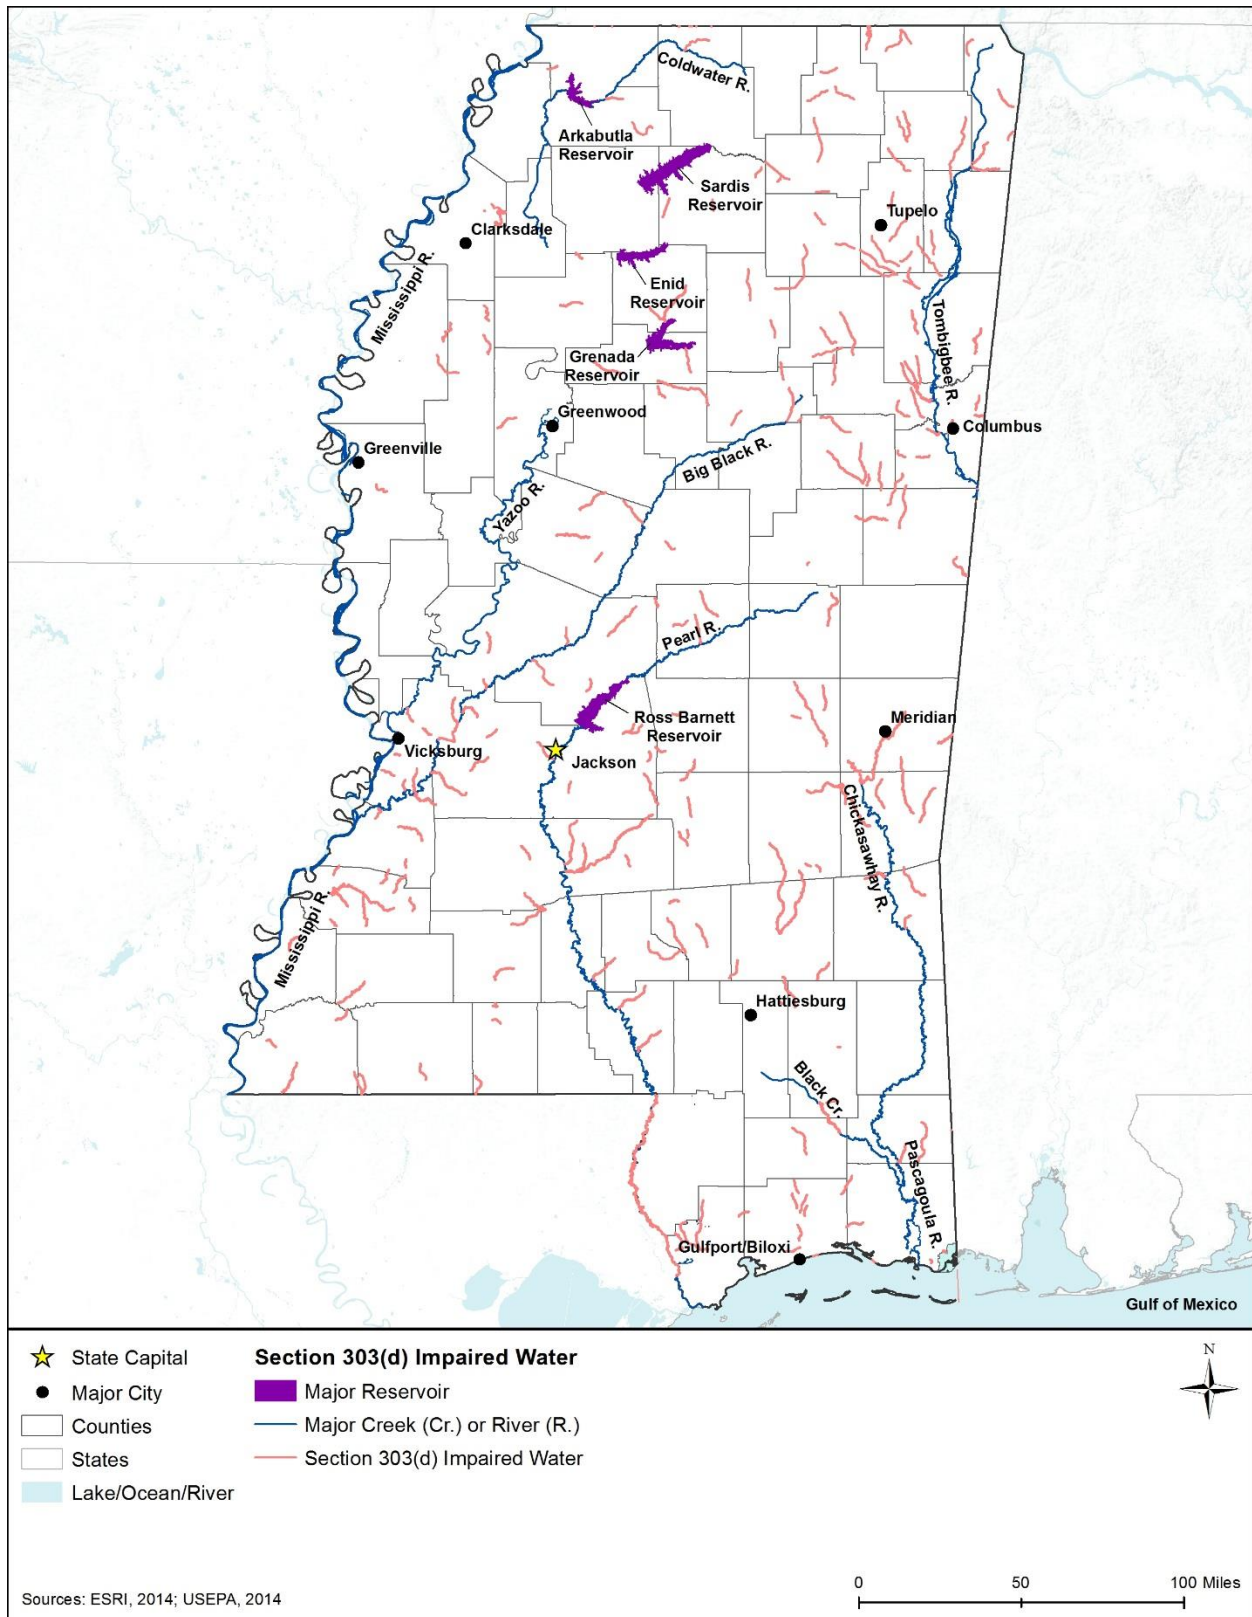 Coldwater R.
Arkabutla
Reservoir
Sardis
Reservoir
Tupelo
Clarksdale
Mississippi R.
Enid
Reservoir
Tombigbee R.
Grenada
Reservoir
Greenwood
Columbus
Greenville
Big Black R.
Yazoo R.
Pearl R.
Ross Barnett
Reservoir
Meridian
Vicksburg
Jackson
Chickasawhay R.
Mississippi R.
Hattiesburg
Black Cr.
Pascagoula R.
Gulfport/Biloxi
Gulf of Mexico
State Capital
Major City
Counties
States
Lake/Ocean/River
Section 303(d) Impaired Water
Major Reservoir
Major Creek (Cr.) or River (R.)
Section 303(d) Impaired Water
N
Sources: ESRI, 2014; USEPA, 2014
0 50 100 Miles